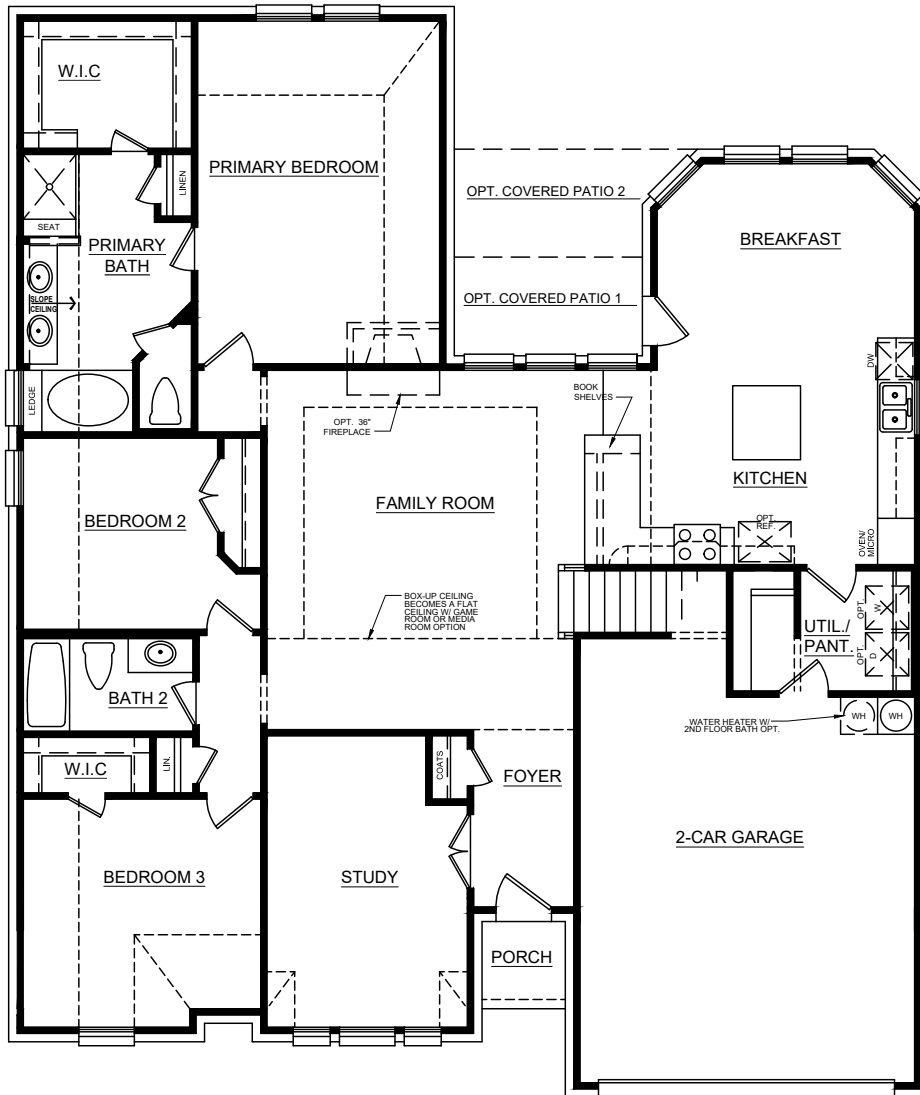 W.I.C
PRIMARY BEDROOM
LINEN
SEAT
PRIMARY
BATH
SLOPE
CEILING
LEDGE
OPT. COVERED PATIO 2
OPT. COVERED PATIO 1
BREAKFAST
DW
BOOK
SHELVES
OPT. 36"
FIREPLACE
KITCHEN
OPT.
REF.
OVEN/
MICRO
FAMILY ROOM
BEDROOM 2
BOX-UP CEILING
BECOMES A FLAT
CEILING W/ GAME
ROOM OR MEDIA
ROOM OPTION
OPT.
W
UTIL./
PANT.
OPT.
D
BATH 2
WATER HEATER W/
2ND FLOOR BATH OPT.
WH
WH
W.I.C
LIN.
COATS
FOYER
2-CAR GARAGE
BEDROOM 3
STUDY
PORCH